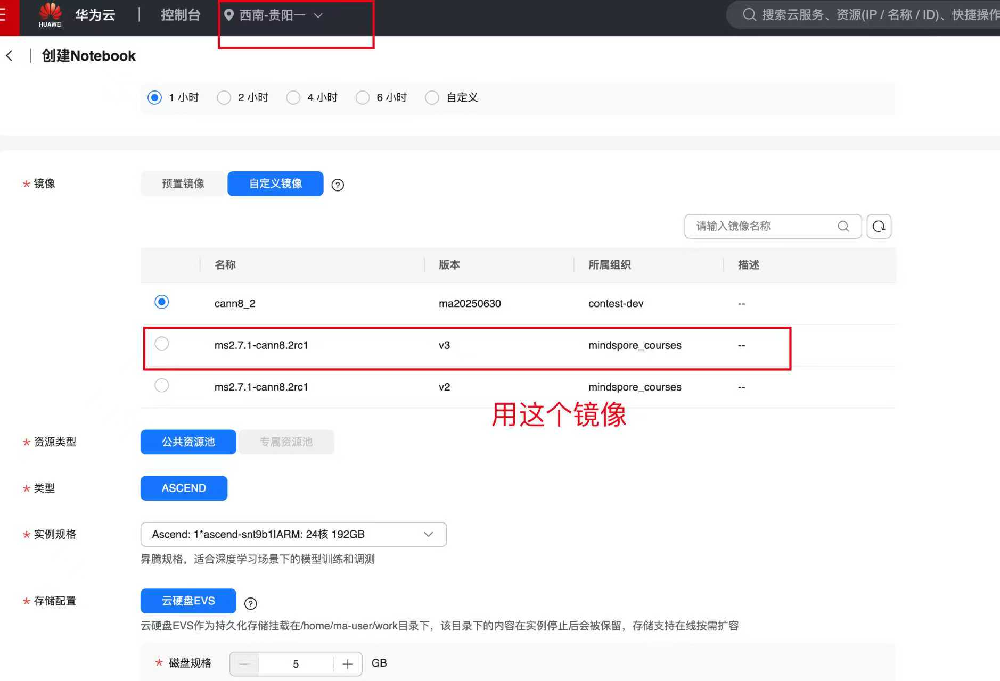 HUAWEI 华为云 | 控制台 西南-贵阳一 搜索云服务、资源(IP / 名称 / ID)、快捷操作
创建Notebook
1 小时 2 小时 4 小时 6 小时 自定义
* 镜像 预置镜像 自定义镜像 ?
请输入镜像名称
名称 版本 所属组织 描述
cann8_2 ma20250630 contest-dev --
ms2.7.1-cann8.2rc1 v3 mindspore_courses --
ms2.7.1-cann8.2rc1 v2 mindspore_courses --
用这个镜像
* 资源类型 公共资源池 专属资源池
* 类型 ASCEND
* 实例规格 Ascend: 1*ascend-snt9b1|ARM: 24核 192GB
昇腾规格，适合深度学习场景下的模型训练和调测
* 存储配置 云硬盘EVS ?
云硬盘EVS作为持久化存储挂载在/home/ma-user/work目录下，该目录下的内容在实例停止后会被保留，存储支持在线按需扩容
* 磁盘规格 — 5 + GB